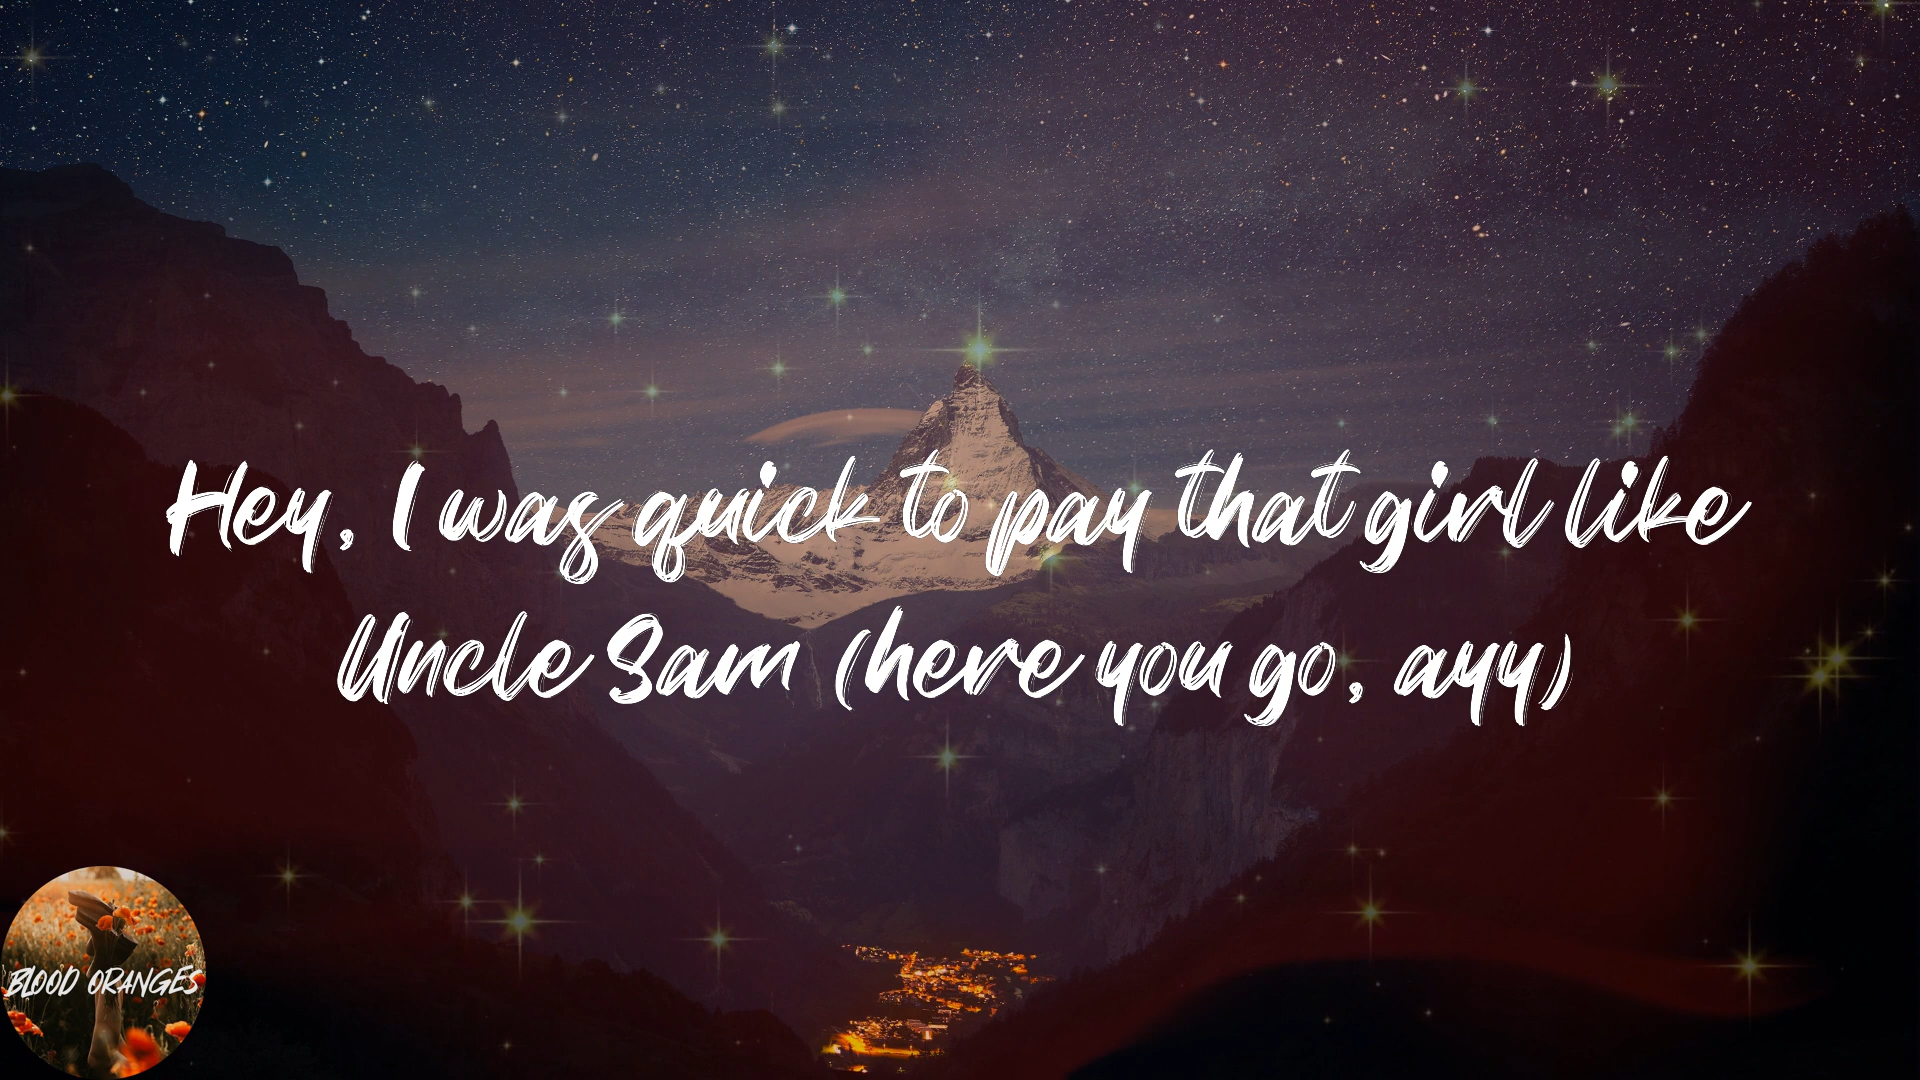 Hey, I was quick to pay that girl like
Uncle Sam (here you go, ayy)
BLOOD ORANGES